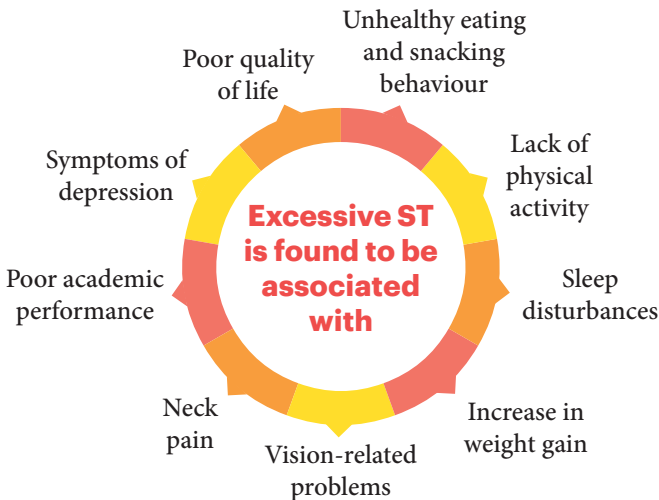 Excessive ST
is found to be
associated
with
Unhealthy eating
and snacking
behaviour
Lack of
physical
activity
Sleep
disturbances
Increase in
weight gain
Vision-related
problems
Neck
pain
Poor academic
performance
Symptoms of
depression
Poor quality
of life